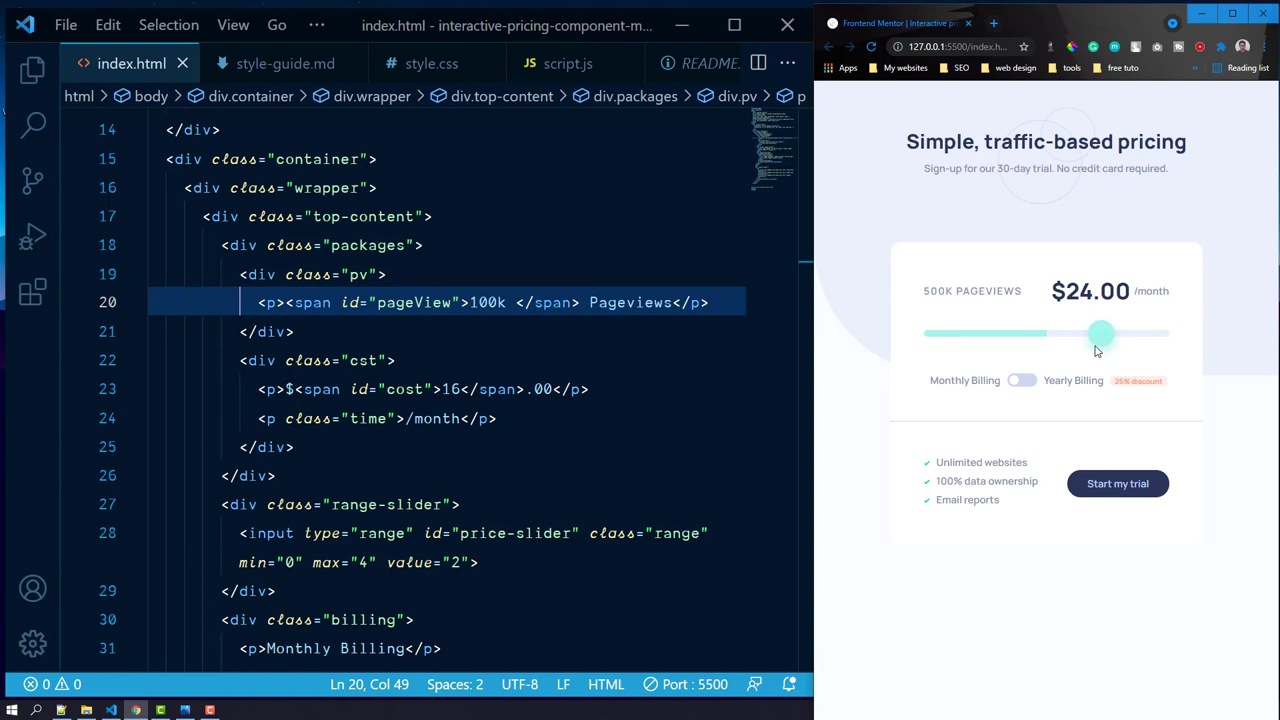 File Edit Selection View Go ··· index.html - interactive-pricing-component-m...
index.html style-guide.md style.css script.js README.
html > body > div.container > div.wrapper > div.top-content > div.packages > div.pv > p
14 </div>
15 <div class="container">
16 <div class="wrapper">
17 <div class="top-content">
18 <div class="packages">
19 <div class="pv">
20 <p><span id="pageView">100k </span> Pageviews</p>
21 </div>
22 <div class="cst">
23 <p>$<span id="cost">16</span>.00</p>
24 <p class="time">/month</p>
25 </div>
26 </div>
27 <div class="range-slider">
28 <input type="range" id="price-slider" class="range"
min="0" max="4" value="2">
29 </div>
30 <div class="billing">
31 <p>Monthly Billing</p>
0 0 Ln 20, Col 49 Spaces: 2 UTF-8 LF HTML Port : 5500
Frontend Mentor | Interactive pr
127.0.0.1:5500/index.h...
Apps My websites SEO web design tools free tuto » Reading list
Simple, traffic-based pricing
Sign-up for our 30-day trial. No credit card required.
500K PAGEVIEWS $24.00 /month
Monthly Billing Yearly Billing 25% discount
Unlimited websites
100% data ownership
Email reports
Start my trial